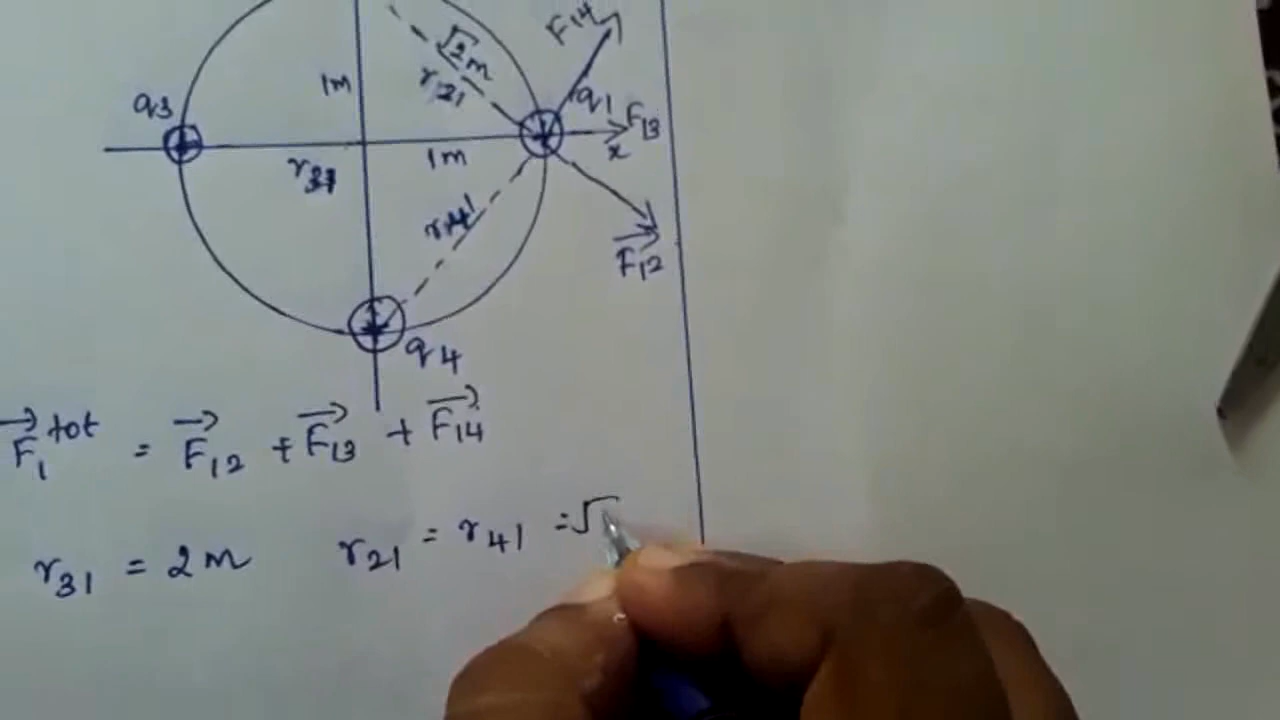 F14
√2 m
r21
1m
q1
q3
F13
x
1m
r31
r41
F12
q4
F1 tot = F12 + F13 + F14
r31 = 2 m r21 = r41 = √